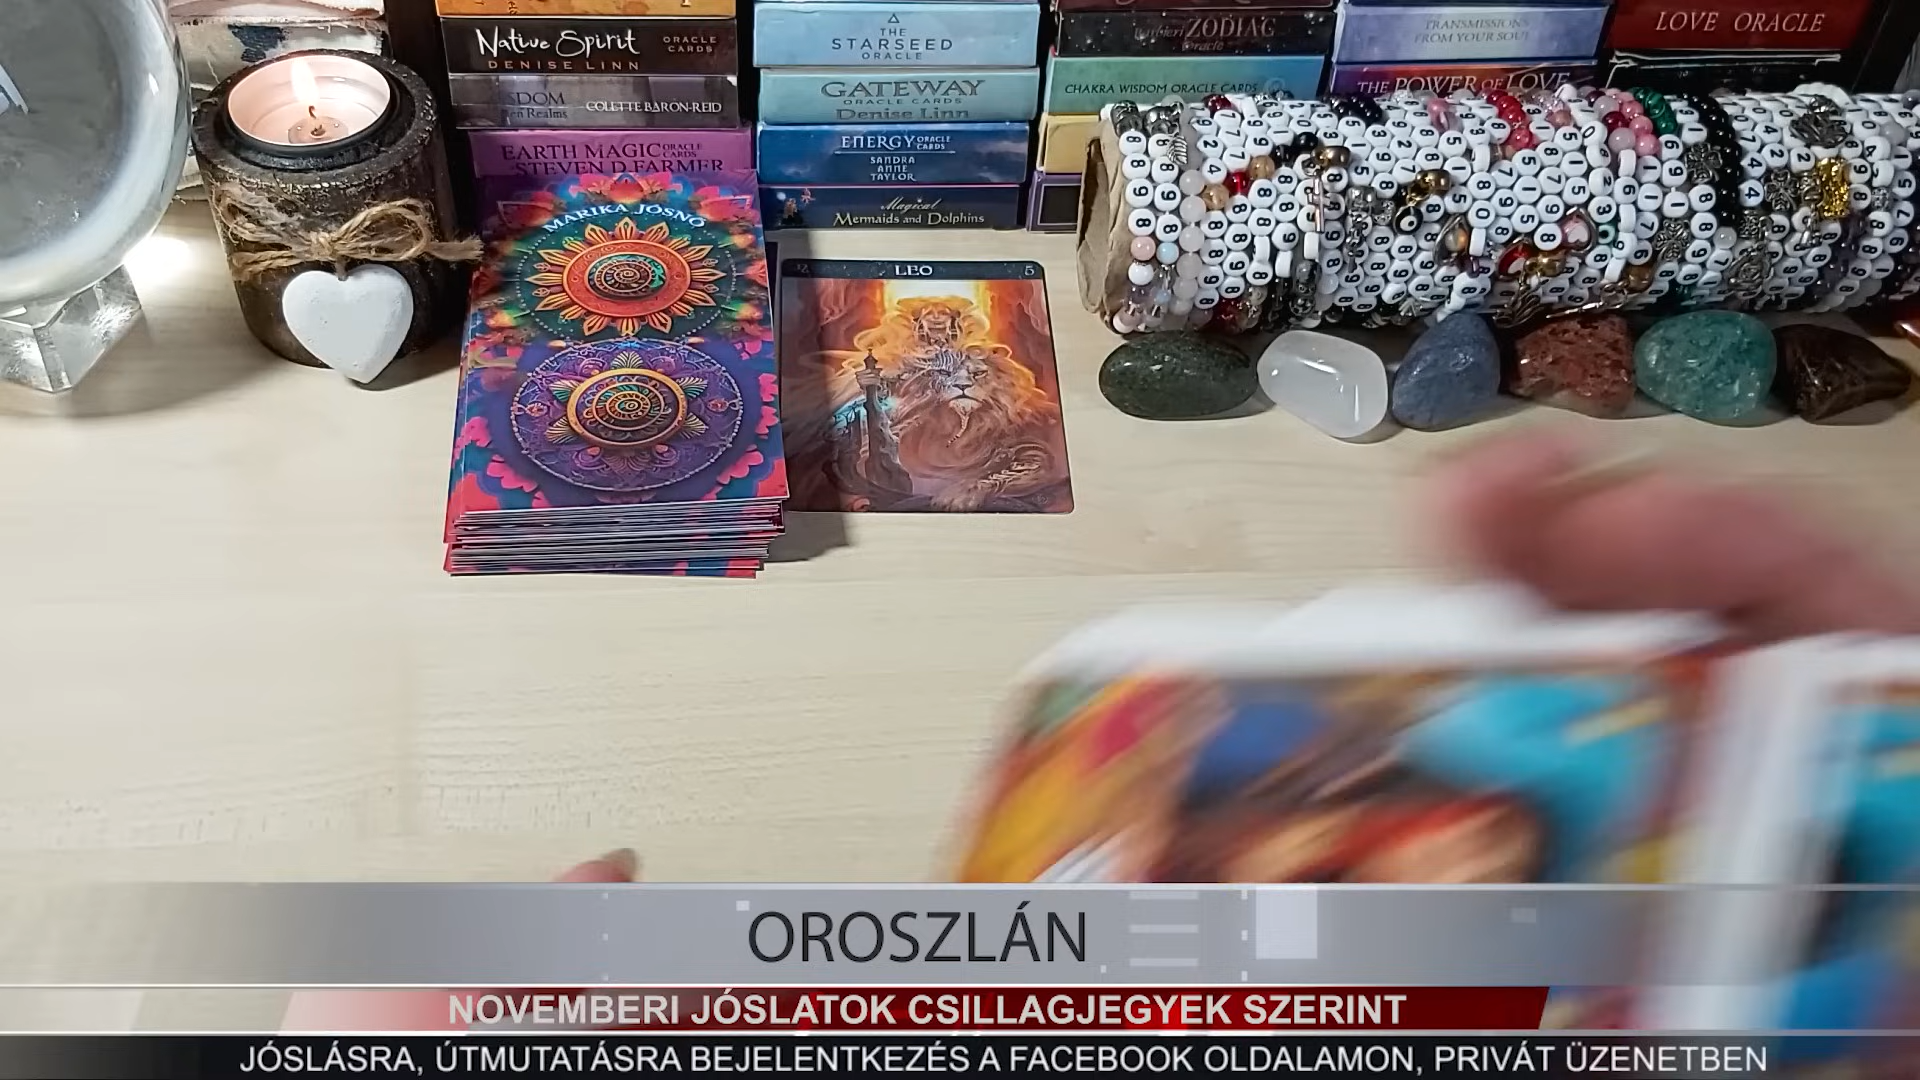 Native Spirit ORACLE CARDS
DENISE LINN
COLETTE BARON-REID
EARTH MAGIC ORACLE CARDS
STEVEN D. FARMER
THE
STARSEED
ORACLE
GATEWAY
ORACLE CARDS
Denise Linn
ENERGY ORACLE CARDS
SANDRA
ANNE
TAYLOR
Magical
Mermaids and Dolphins
ZODIAC
Oracle
CHAKRA WISDOM ORACLE CARDS
TRANSMISSIONS
FROM YOUR SOUL
THE POWER OF LOVE
LOVE ORACLE
MARIKA JÓSNŐ
LEO 5
OROSZLÁN
NOVEMBERI JÓSLATOK CSILLAGJEGYEK SZERINT
JÓSLÁSRA, ÚTMUTATÁSRA BEJELENTKEZÉS A FACEBOOK OLDALAMON, PRIVÁT ÜZENETBEN